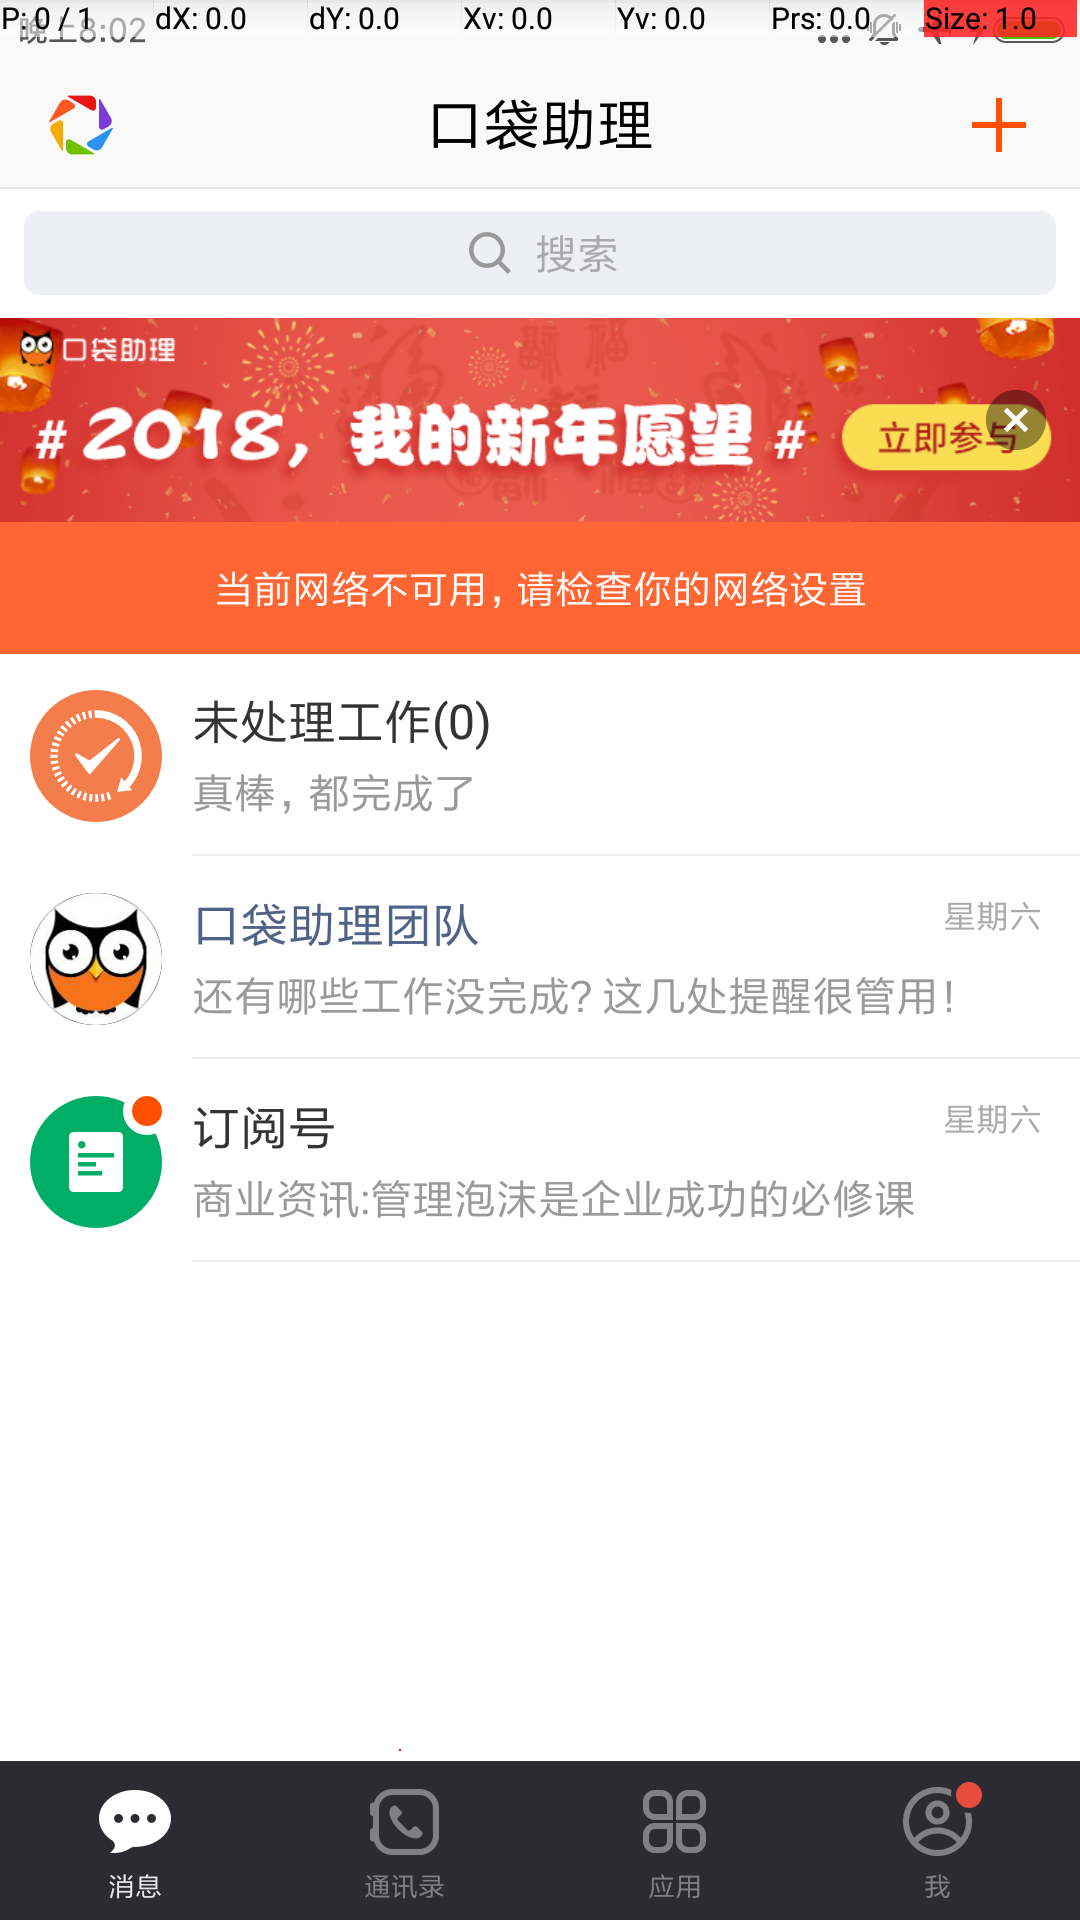 P: 0 / 1 dX: 0.0 dY: 0.0 Xv: 0.0 Yv: 0.0 Prs: 0.0 Size: 1.0
晚上8:02
口袋助理
搜索
口袋助理
# 2018，我的新年愿望 #
立即参与
当前网络不可用，请检查你的网络设置
未处理工作(0)
真棒，都完成了
口袋助理团队 星期六
还有哪些工作没完成？这几处提醒很管用！
订阅号 星期六
商业资讯:管理泡沫是企业成功的必修课
消息 通讯录 应用 我